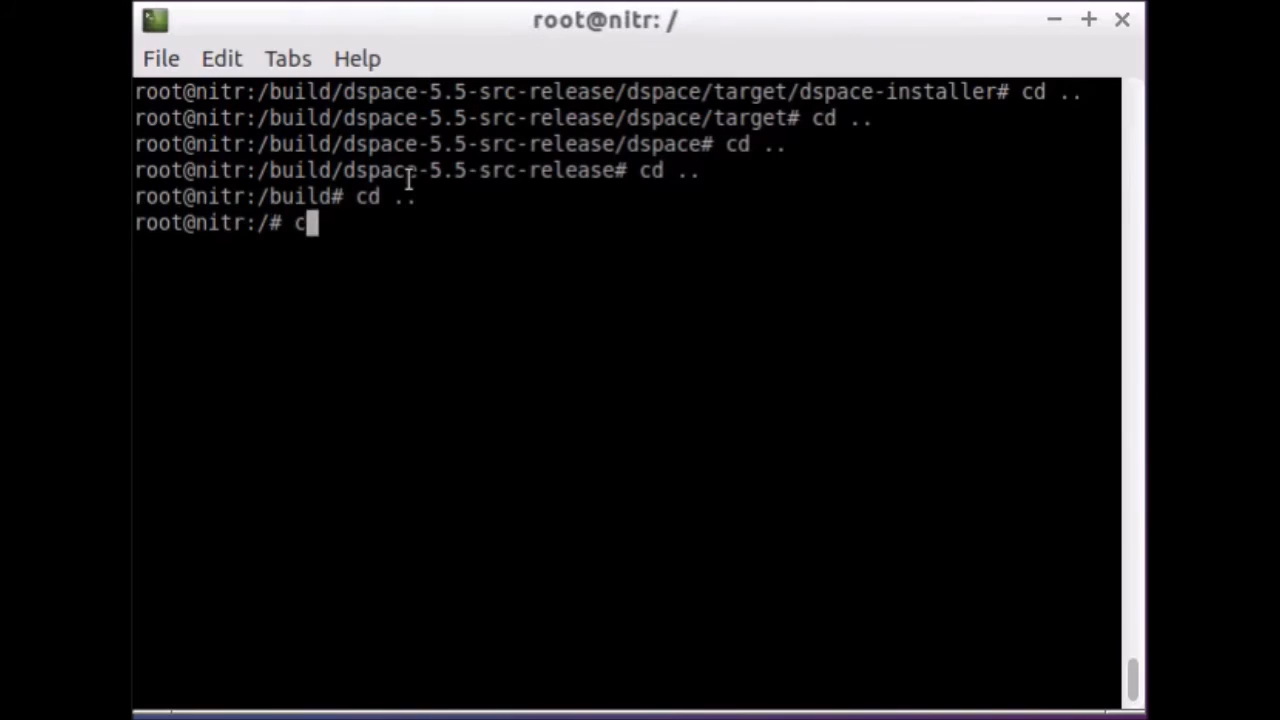 root@nitr: /
File Edit Tabs Help
root@nitr:/build/dspace-5.5-src-release/dspace/target/dspace-installer# cd ..
root@nitr:/build/dspace-5.5-src-release/dspace/target# cd ..
root@nitr:/build/dspace-5.5-src-release/dspace# cd ..
root@nitr:/build/dspace-5.5-src-release# cd ..
root@nitr:/build# cd ..
root@nitr:/# c